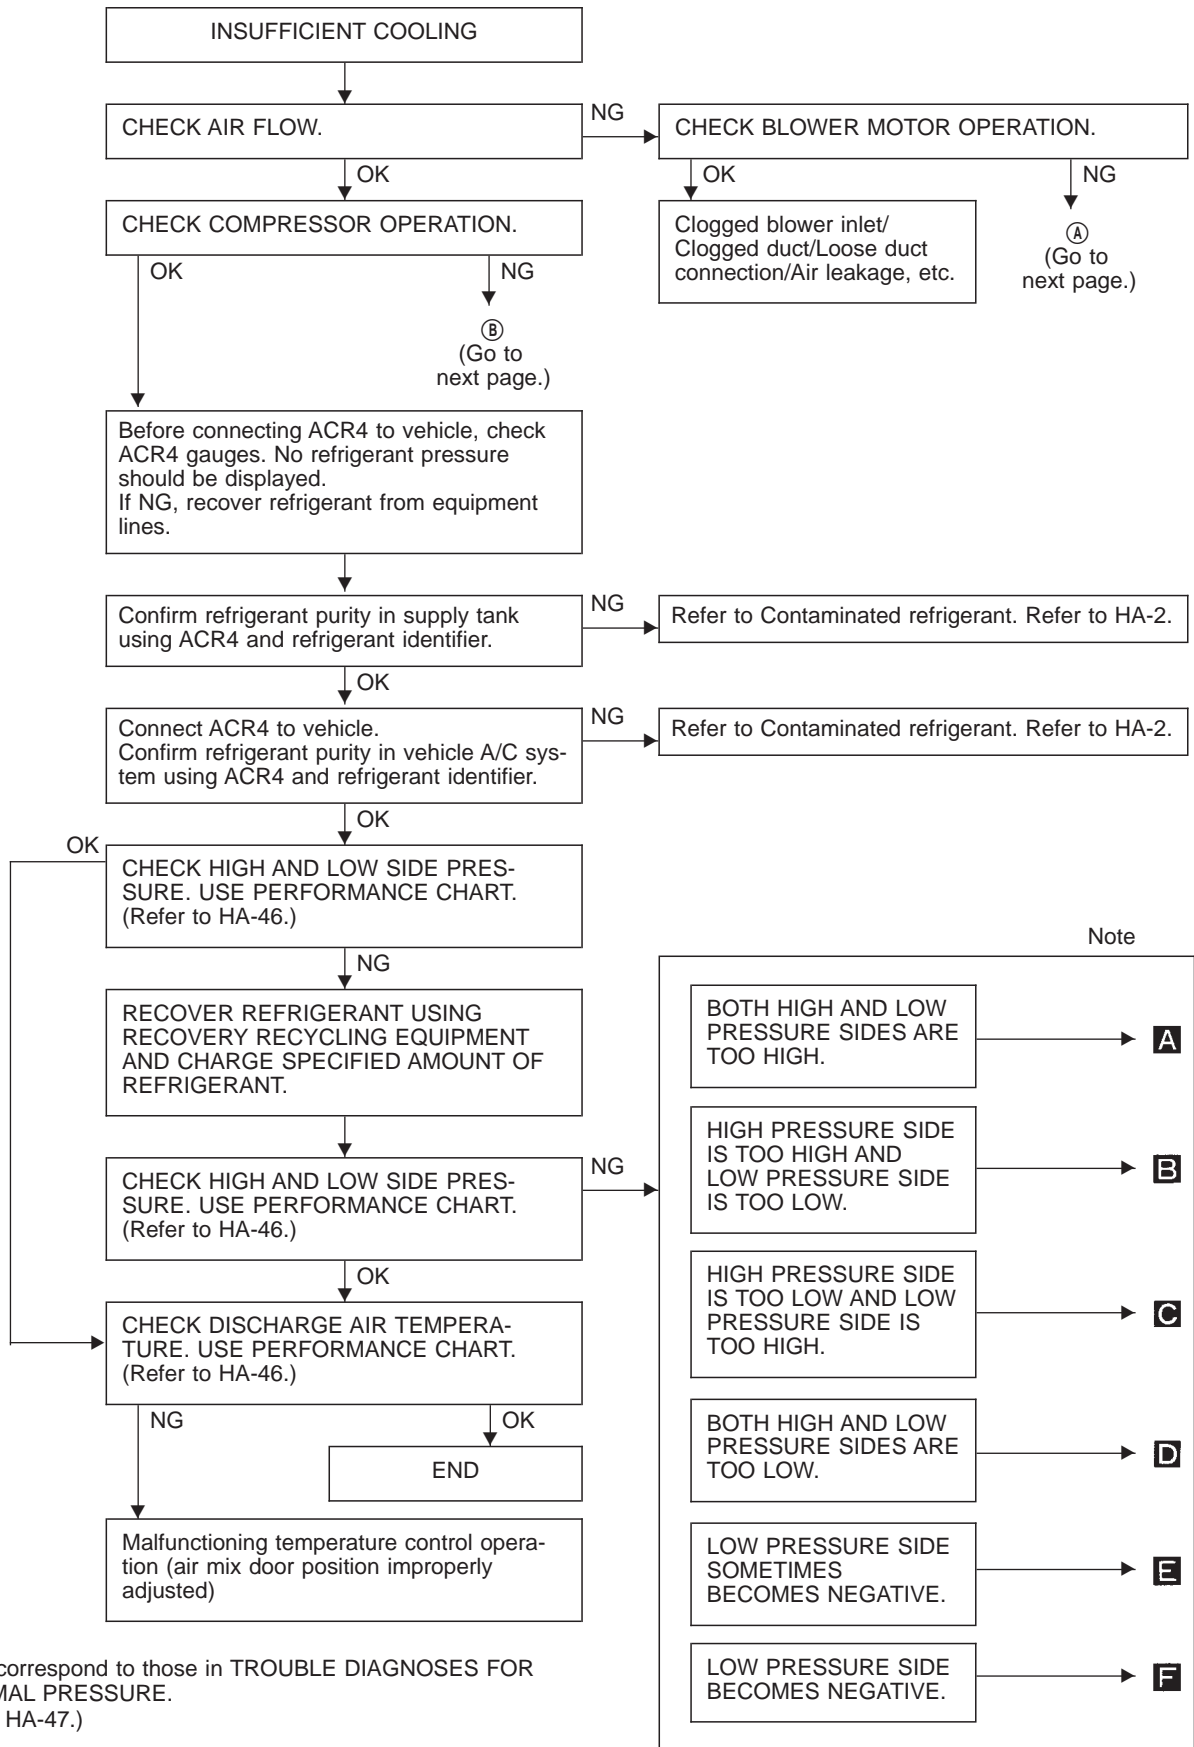 INSUFFICIENT COOLING
CHECK AIR FLOW.
NG
CHECK BLOWER MOTOR OPERATION.
OK
OK
NG
CHECK COMPRESSOR OPERATION.
Clogged blower inlet/
Clogged duct/Loose duct
connection/Air leakage, etc.
Ⓐ
(Go to
next page.)
OK
NG
Ⓑ
(Go to
next page.)
Before connecting ACR4 to vehicle, check
ACR4 gauges. No refrigerant pressure
should be displayed.
If NG, recover refrigerant from equipment
lines.
Confirm refrigerant purity in supply tank
using ACR4 and refrigerant identifier.
NG
Refer to Contaminated refrigerant. Refer to HA-2.
OK
Connect ACR4 to vehicle.
Confirm refrigerant purity in vehicle A/C sys-
tem using ACR4 and refrigerant identifier.
NG
Refer to Contaminated refrigerant. Refer to HA-2.
OK
OK
CHECK HIGH AND LOW SIDE PRES-
SURE. USE PERFORMANCE CHART.
(Refer to HA-46.)
NG
RECOVER REFRIGERANT USING
RECOVERY RECYCLING EQUIPMENT
AND CHARGE SPECIFIED AMOUNT OF
REFRIGERANT.
CHECK HIGH AND LOW SIDE PRES-
SURE. USE PERFORMANCE CHART.
(Refer to HA-46.)
NG
OK
CHECK DISCHARGE AIR TEMPERA-
TURE. USE PERFORMANCE CHART.
(Refer to HA-46.)
NG
OK
END
Malfunctioning temperature control opera-
tion (air mix door position improperly
adjusted)
Note
BOTH HIGH AND LOW
PRESSURE SIDES ARE
TOO HIGH.
A
HIGH PRESSURE SIDE
IS TOO HIGH AND
LOW PRESSURE SIDE
IS TOO LOW.
B
HIGH PRESSURE SIDE
IS TOO LOW AND LOW
PRESSURE SIDE IS
TOO HIGH.
C
BOTH HIGH AND LOW
PRESSURE SIDES ARE
TOO LOW.
D
LOW PRESSURE SIDE
SOMETIMES
BECOMES NEGATIVE.
E
LOW PRESSURE SIDE
BECOMES NEGATIVE.
F
correspond to those in TROUBLE DIAGNOSES FOR
MAL PRESSURE.
HA-47.)